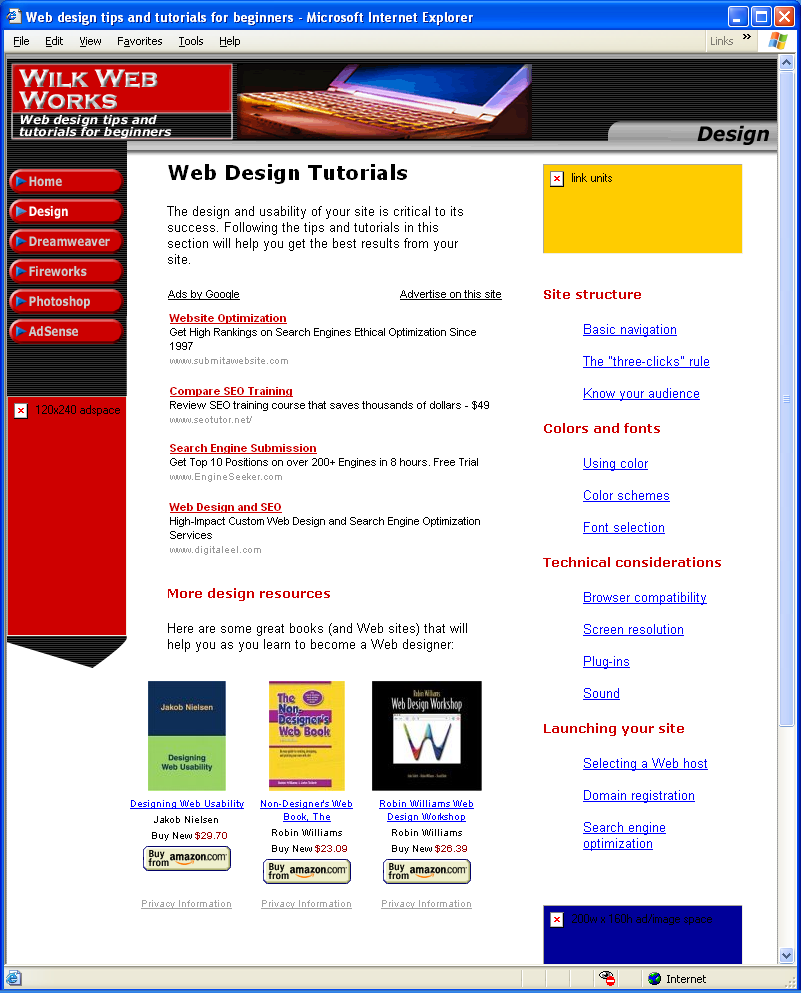 Web design tips and tutorials for beginners - Microsoft Internet Explorer
File Edit View Favorites Tools Help
Links »
WILK WEB
WORKS
Web design tips and
tutorials for beginners
Design
Home
Design
Dreamweaver
Fireworks
Photoshop
AdSense
120x240 adspace
Web Design Tutorials
The design and usability of your site is critical to its
success. Following the tips and tutorials in this
section will help you get the best results from your
site.
Ads by Google Advertise on this site
Website Optimization
Get High Rankings on Search Engines Ethical Optimization Since
1997
www.submitawebsite.com
Compare SEO Training
Review SEO training course that saves thousands of dollars - $49
www.seotutor.net/
Search Engine Submission
Get Top 10 Positions on over 200+ Engines in 8 hours. Free Trial
www.EngineSeeker.com
Web Design and SEO
High-Impact Custom Web Design and Search Engine Optimization
Services
www.digitaleel.com
More design resources
Here are some great books (and Web sites) that will
help you as you learn to become a Web designer:
Jakob Nielsen
Designing
Web Usability
Designing Web Usability
Jakob Nielsen
Buy New $29.70
Buy
from amazon.com
Privacy Information
The
Non-
Designer's
Web Book
Non-Designer's Web
Book, The
Robin Williams
Buy New $23.09
Buy
from amazon.com
Privacy Information
Robin Williams
Web Design Workshop
Robin Williams Web
Design Workshop
Robin Williams
Buy New $26.39
Buy
from amazon.com
Privacy Information
link units
Site structure
Basic navigation
The "three-clicks" rule
Know your audience
Colors and fonts
Using color
Color schemes
Font selection
Technical considerations
Browser compatibility
Screen resolution
Plug-ins
Sound
Launching your site
Selecting a Web host
Domain registration
Search engine
optimization
Internet